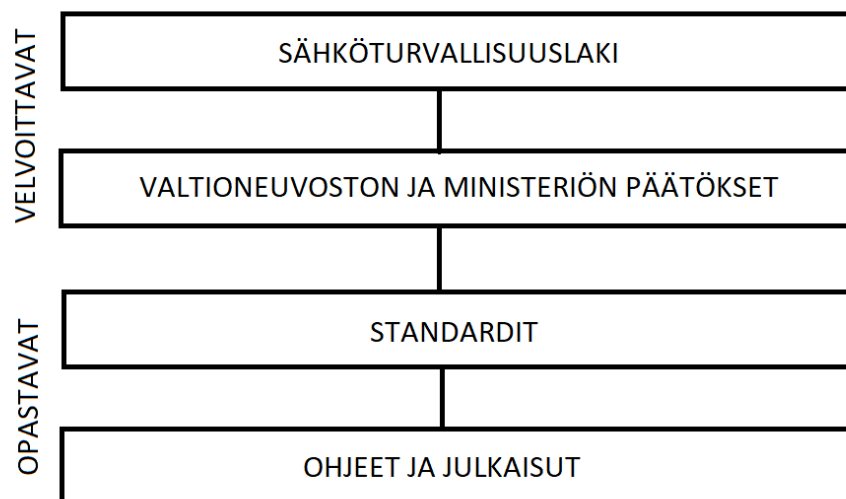 VELVOITTAVAT
SÄHKÖTURVALLISUUSLAKI
VALTIONEUVOSTON JA MINISTERIÖN PÄÄTÖKSET
OPASTAVAT
STANDARDIT
OHJEET JA JULKAISUT